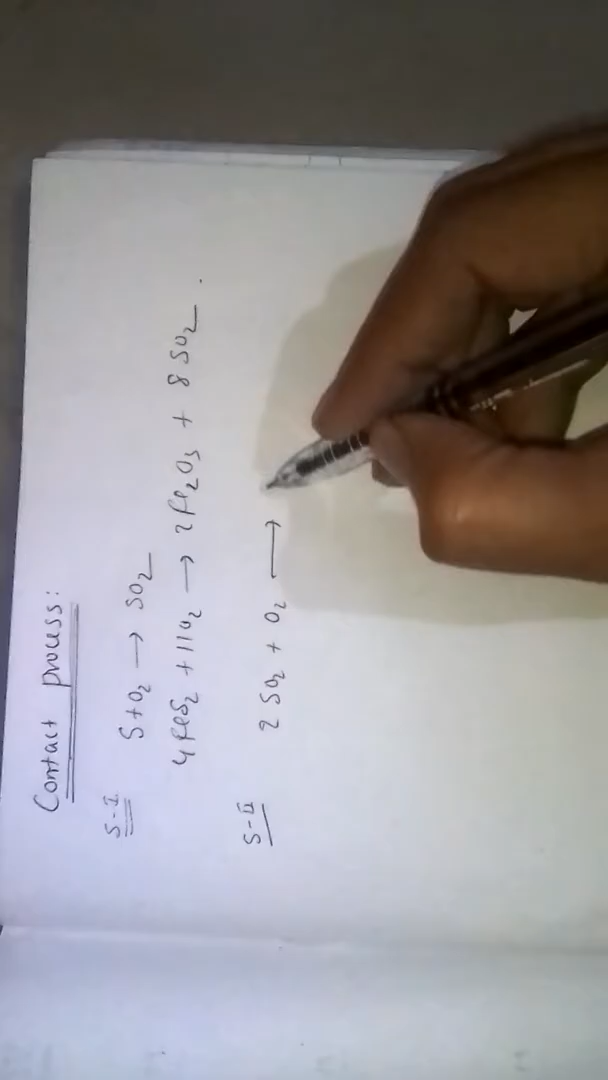 Contact process:
S-I S+O₂ → SO₂
4FeS₂ + 11O₂ → 2Fe₂O₃ + 8SO₂.
S-II 2SO₂ + O₂ →